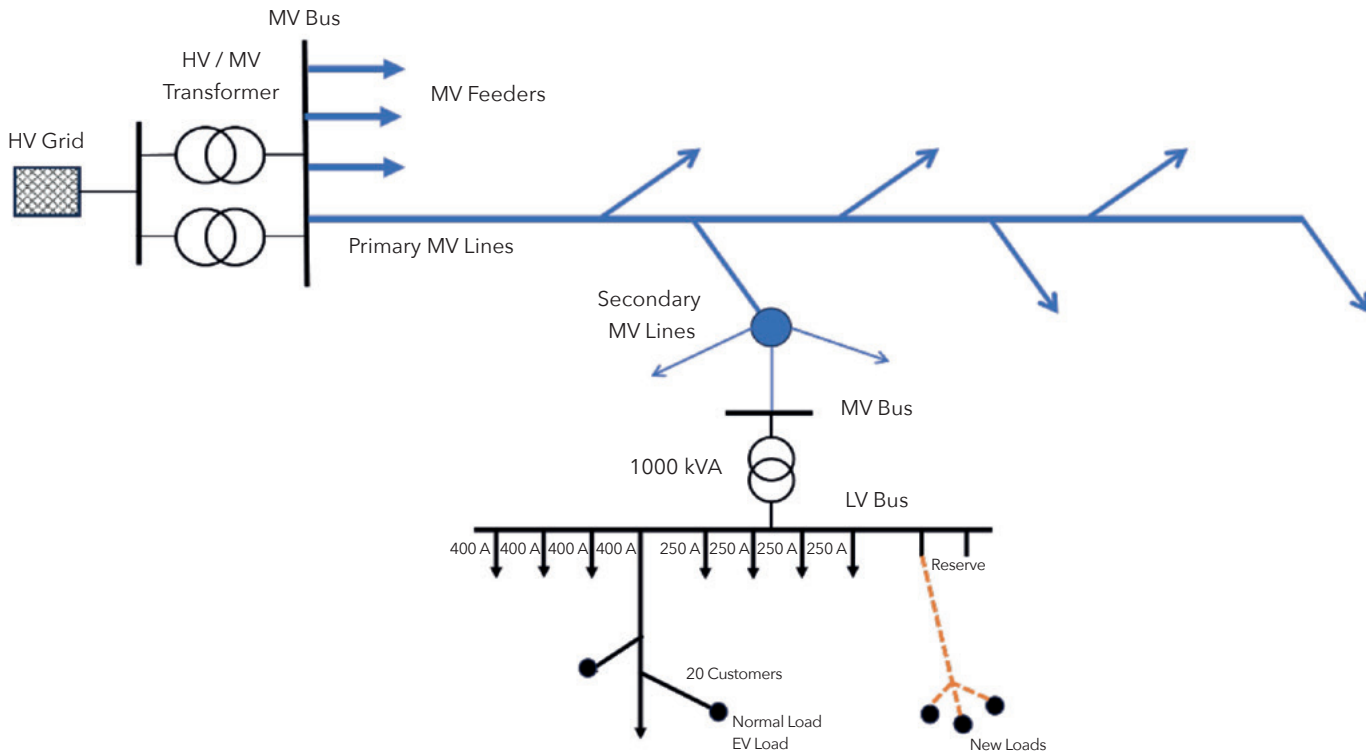 MV Bus
HV / MV
Transformer
MV Feeders
HV Grid
Primary MV Lines
Secondary
MV Lines
MV Bus
1000 kVA
LV Bus
400 A 400 A 400 A 400 A 250 A 250 A 250 A 250 A
Reserve
20 Customers
Normal Load
EV Load
New Loads